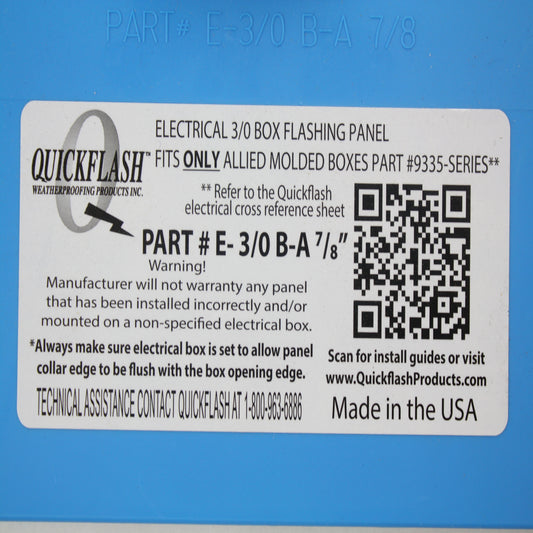 PART# E-3/0 B-A 7/8
ELECTRICAL 3/0 BOX FLASHING PANEL
QUICKFLASH™
WEATHERPROOFING PRODUCTS INC.
FITS ONLY ALLIED MOLDED BOXES PART #9335-SERIES**
** Refer to the Quickflash
electrical cross reference sheet
PART # E- 3/0 B-A 7/8”
Warning!
Manufacturer will not warranty any panel
that has been installed incorrectly and/or
mounted on a non-specified electrical box.
*Always make sure electrical box is set to allow panel
collar edge to be flush with the box opening edge.
TECHNICAL ASSISTANCE CONTACT QUICKFLASH AT 1-800-963-6886
Scan for install guides or visit
www.QuickflashProducts.com
Made in the USA